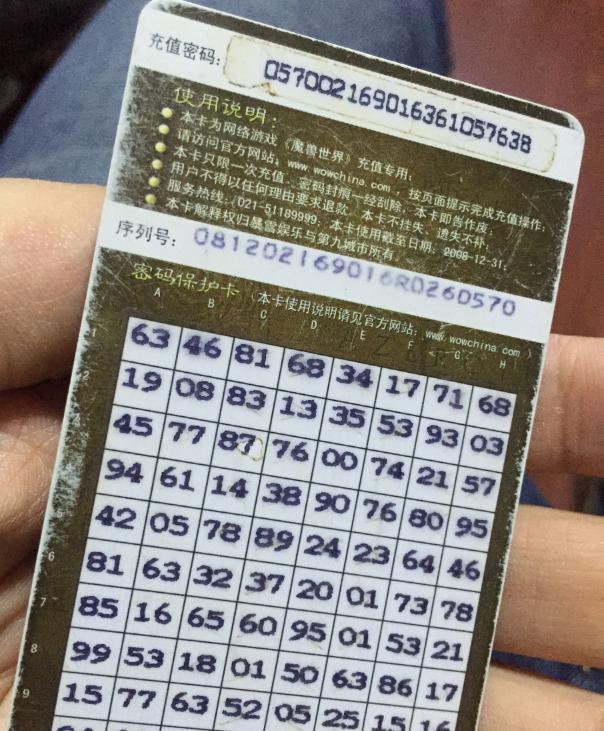 充值密码: 057002169016361057638
使用说明:
本卡为网络游戏《魔兽世界》充值专用;
请访问官方网站: www.wowchina.com , 按页面提示完成充值操作;
本卡只限一次充值、密码封痕一经刮除, 本卡即告作废;
用户不得以任何理由要求退款、本卡不挂失、遗失不补;
服务热线: (021-51189999; 本卡使用截至日期: 2008-12-31;
本卡解释权归暴雪娱乐与第九城市所有
序列号: 081202169016R0260570
密码保护卡 本卡使用说明请见官方网站: www.wowchina.com )
A B C D E F G H
1 63 46 81 68 34 17 71 68
2 19 08 83 13 35 53 93 03
45 77 87 76 00 74 21 57
94 61 14 38 90 76 80 95
5 42 05 78 89 24 23 64 46
6 81 63 32 37 20 01 73 78
7 85 16 65 60 95 01 53 21
8 99 53 18 01 50 63 86 17
9 15 77 63 52 05 25 15 16